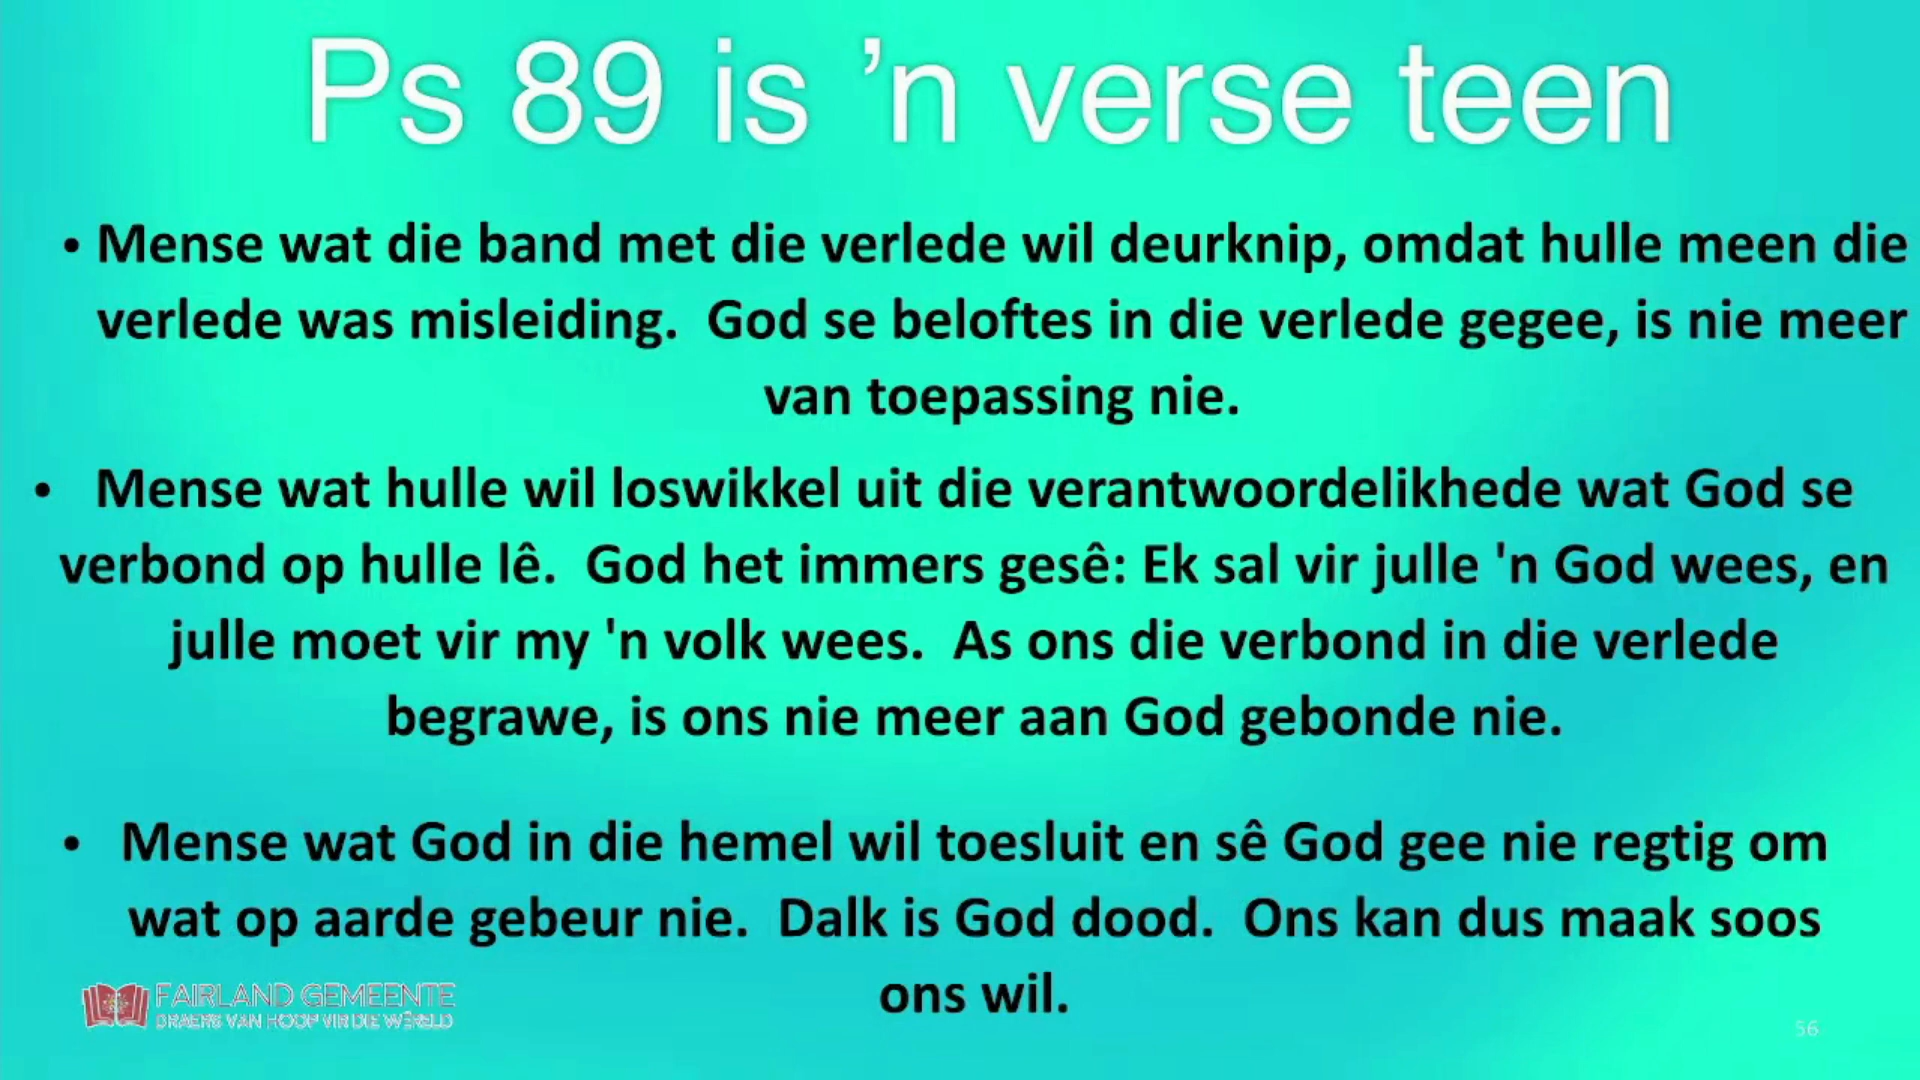 Ps 89 is ’n verse teen
• Mense wat die band met die verlede wil deurknip, omdat hulle meen die
verlede was misleiding. God se beloftes in die verlede gegee, is nie meer
van toepassing nie.
• Mense wat hulle wil loswikkel uit die verantwoordelikhede wat God se
verbond op hulle lê. God het immers gesê: Ek sal vir julle 'n God wees, en
julle moet vir my 'n volk wees. As ons die verbond in die verlede
begrawe, is ons nie meer aan God gebonde nie.
• Mense wat God in die hemel wil toesluit en sê God gee nie regtig om
wat op aarde gebeur nie. Dalk is God dood. Ons kan dus maak soos
ons wil.
FAIRLAND GEMEENTE
DRAERS VAN HOOP VIR DIE WÊRELD
56